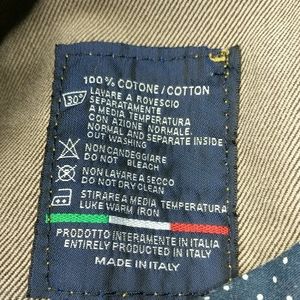 100% COTONE/COTTON
30°
LAVARE A ROVESCIO
SEPARATAMENTE
A MEDIA TEMPERATURA
CON AZIONE NORMALE.
NORMAL AND SEPARATE INSIDE
OUT WASHING
NON CANDEGGIARE
DO NOT BLEACH
NON LAVARE A SECCO
DO NOT DRY CLEAN
STIRARE A MEDIA TEMPERATURA
LUKE WARM IRON
PRODOTTO INTERAMENTE IN ITALIA
ENTIRELY PRODUCTED IN ITALY
MADE IN ITALY